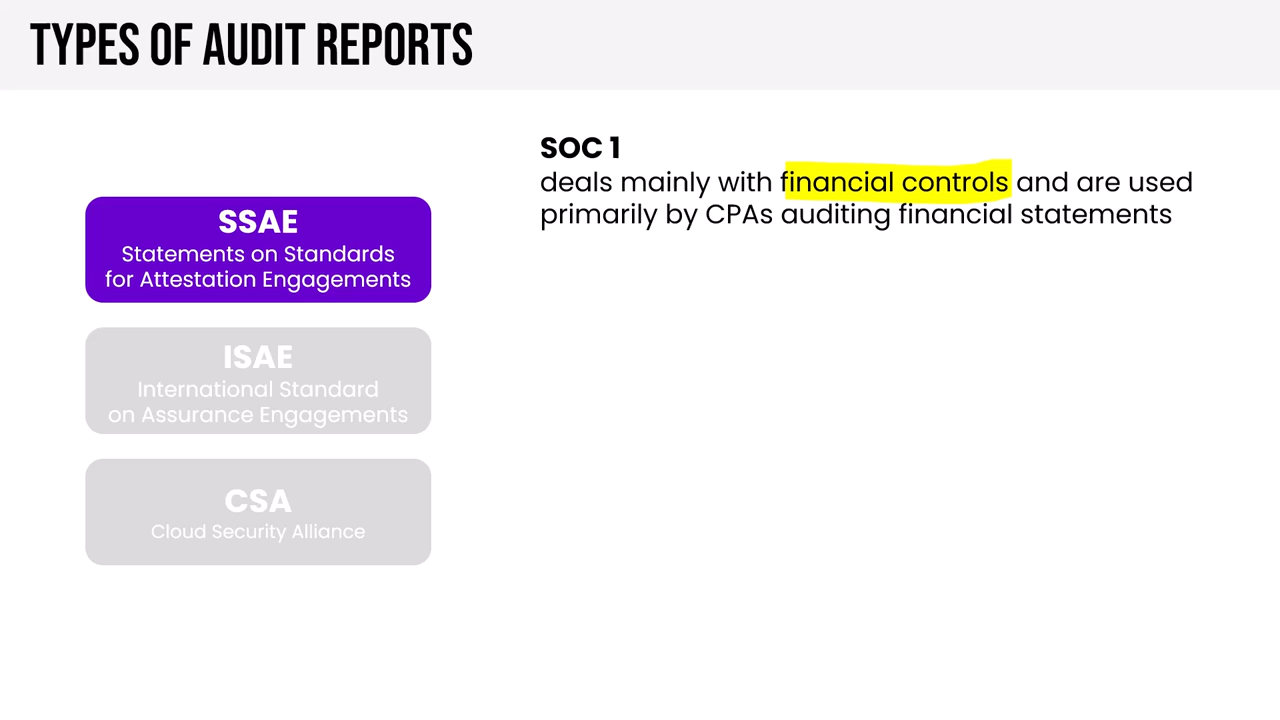 TYPES OF AUDIT REPORTS
SSAE
Statements on Standards
for Attestation Engagements
ISAE
International Standard
on Assurance Engagements
CSA
Cloud Security Alliance
SOC 1
deals mainly with financial controls and are used
primarily by CPAs auditing financial statements